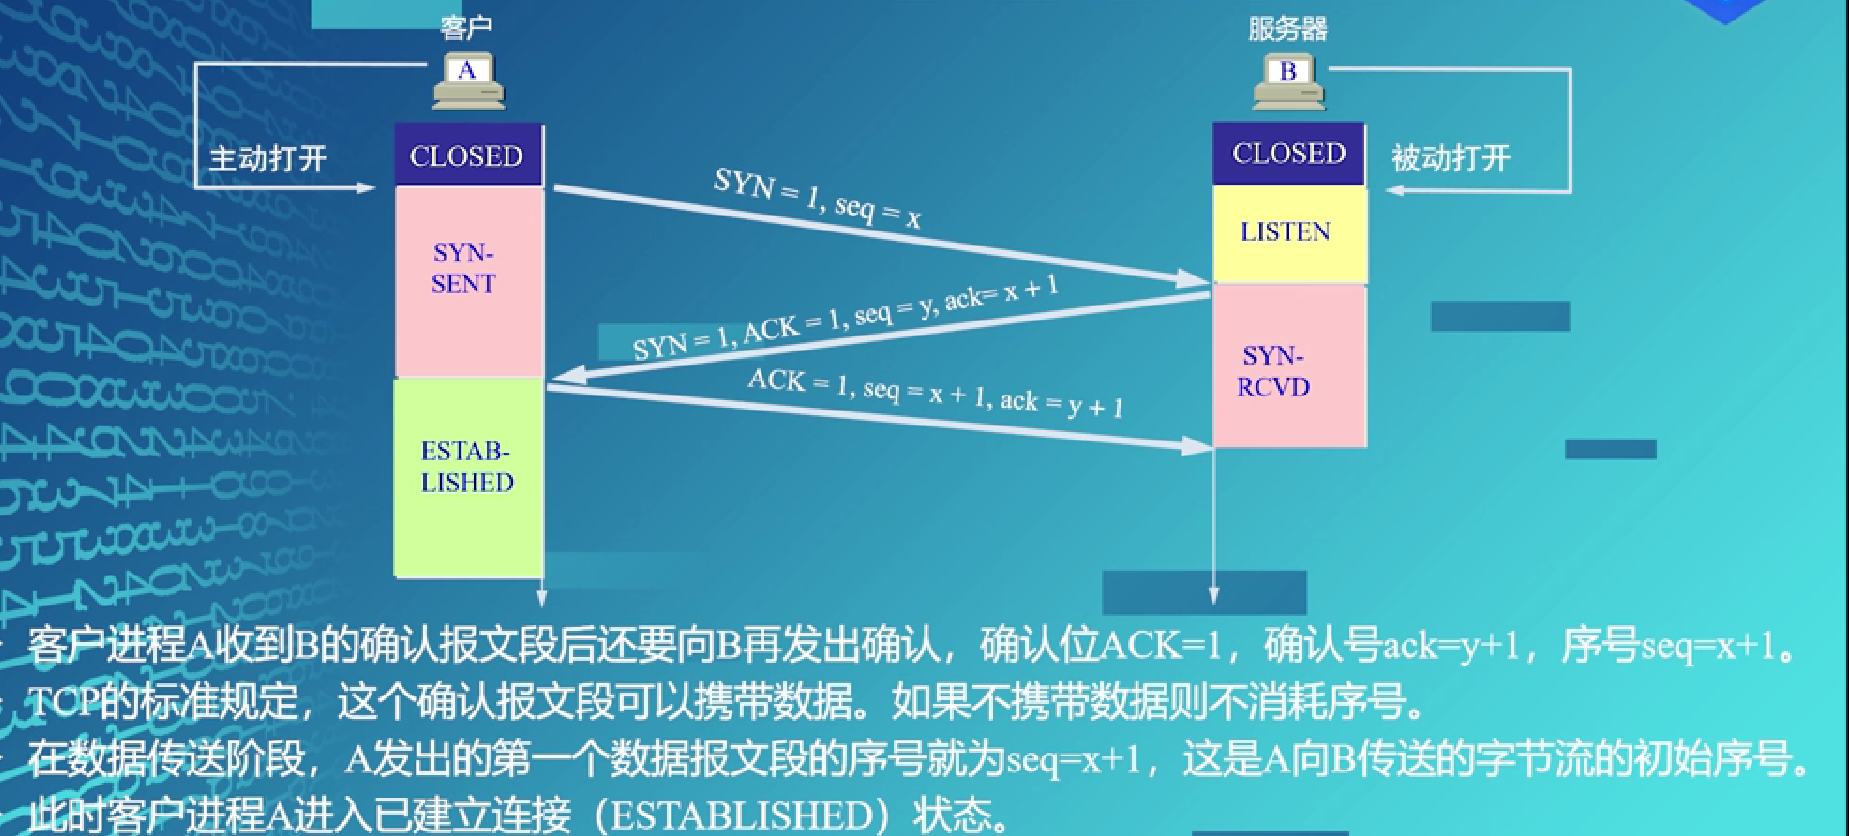 客户
服务器
A
B
主动打开
CLOSED
CLOSED
被动打开
SYN = 1, seq = x
SYN-
SENT
LISTEN
SYN = 1, ACK = 1, seq = y, ack= x + 1
ACK = 1, seq = x + 1, ack = y + 1
SYN-
RCVD
ESTAB-
LISHED
客户进程A收到B的确认报文段后还要向B再发出确认，确认位ACK=1，确认号ack=y+1，序号seq=x+1。
TCP的标准规定，这个确认报文段可以携带数据。如果不携带数据则不消耗序号。
在数据传送阶段，A发出的第一个数据报文段的序号就为seq=x+1，这是A向B传送的字节流的初始序号。
此时客户进程A进入已建立连接（ESTABLISHED）状态。